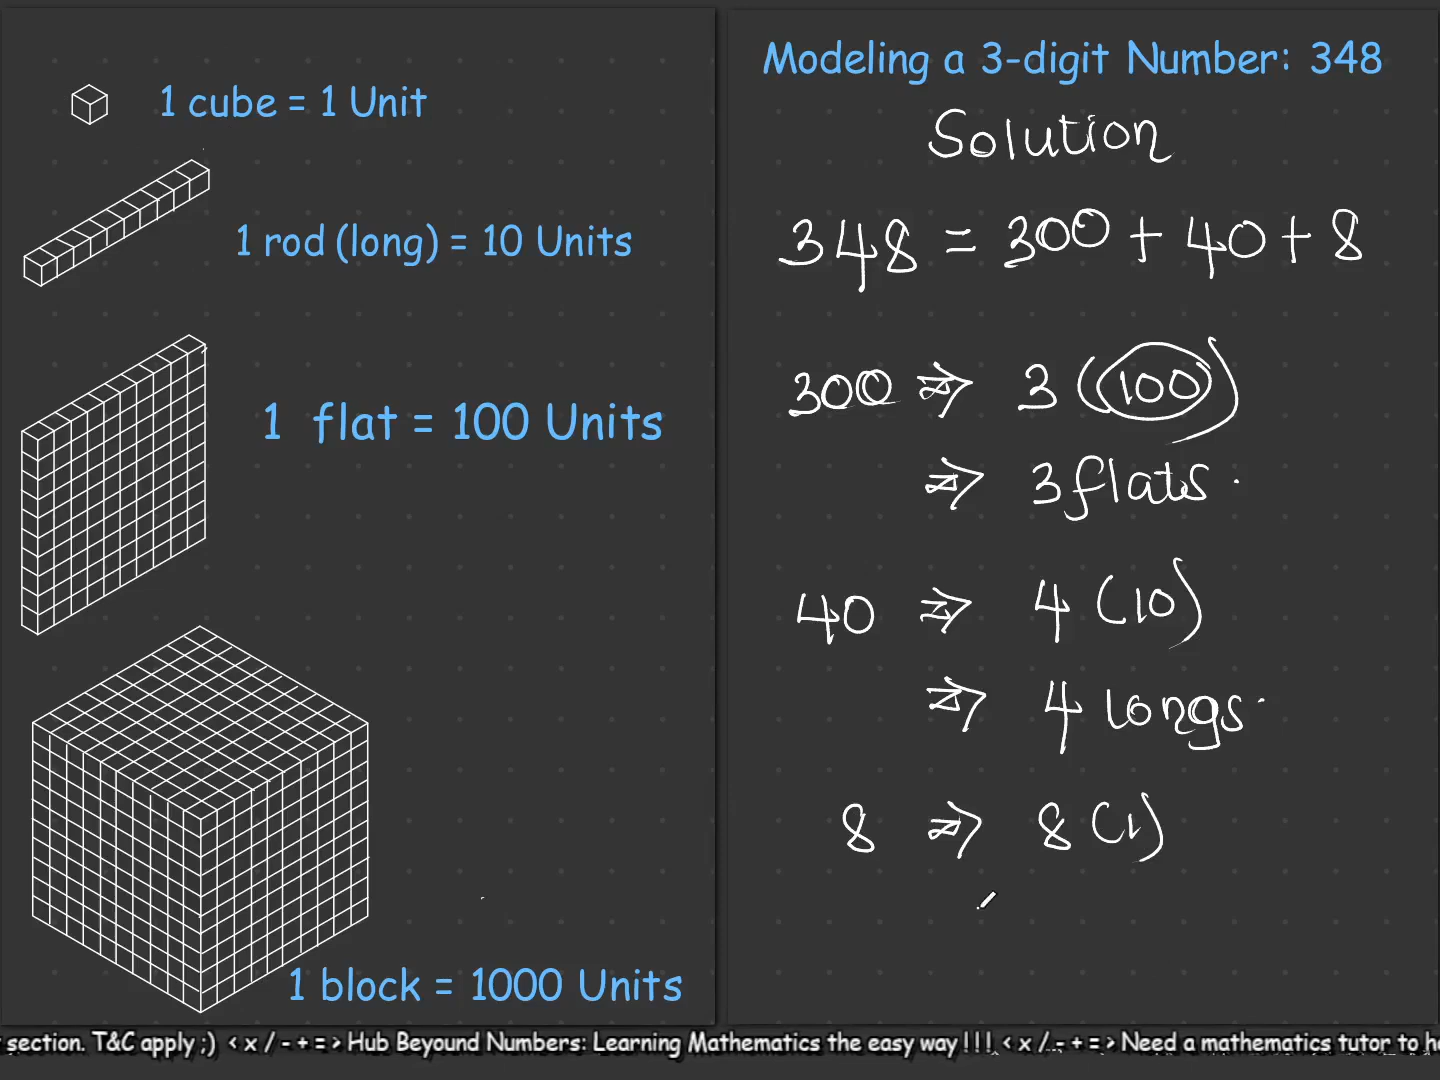 1 cube = 1 Unit
1 rod (long) = 10 Units
1 flat = 100 Units
1 block = 1000 Units
Modeling a 3-digit Number: 348
Solution
348 = 300 + 40 + 8
300 ⇒ 3 (100)
⇒ 3 flats.
40 ⇒ 4 (10)
⇒ 4 longs.
8 ⇒ 8 (1)
section. T&C apply ;) < x / - + = > Hub Beyound Numbers: Learning Mathematics the easy way ! ! ! < x / - + = > Need a mathematics tutor to